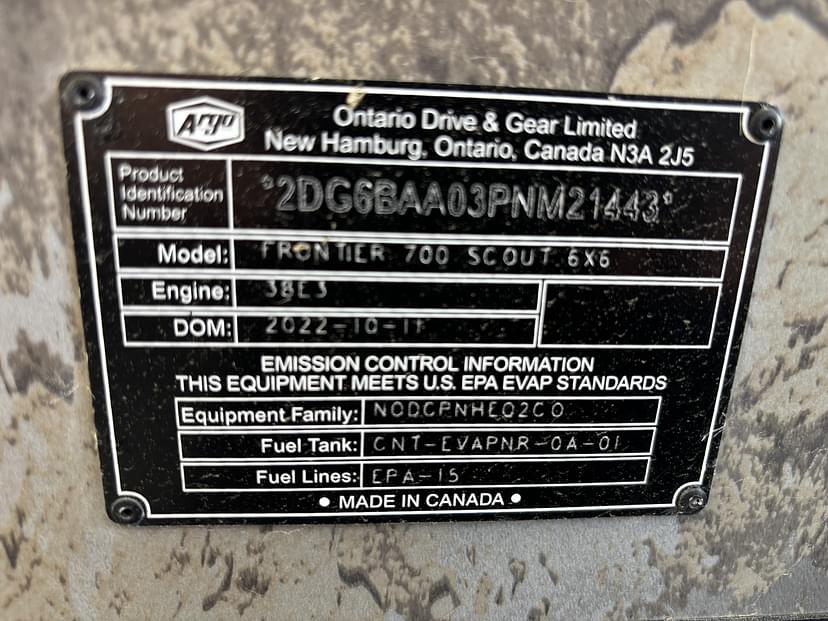 Argo
Ontario Drive & Gear Limited
New Hamburg, Ontario, Canada N3A 2J5
Product Identification Number
*2DG6BAA03PNM21443*
Model: FRONTIER 700 SCOUT 6X6
Engine: 38E3
DOM: 2022-10-11
EMISSION CONTROL INFORMATION
THIS EQUIPMENT MEETS U.S. EPA EVAP STANDARDS
Equipment Family: NODGPNHEQ2C0
Fuel Tank: CNT-EVAPNR-0A-01
Fuel Lines: EPA-15
• MADE IN CANADA •